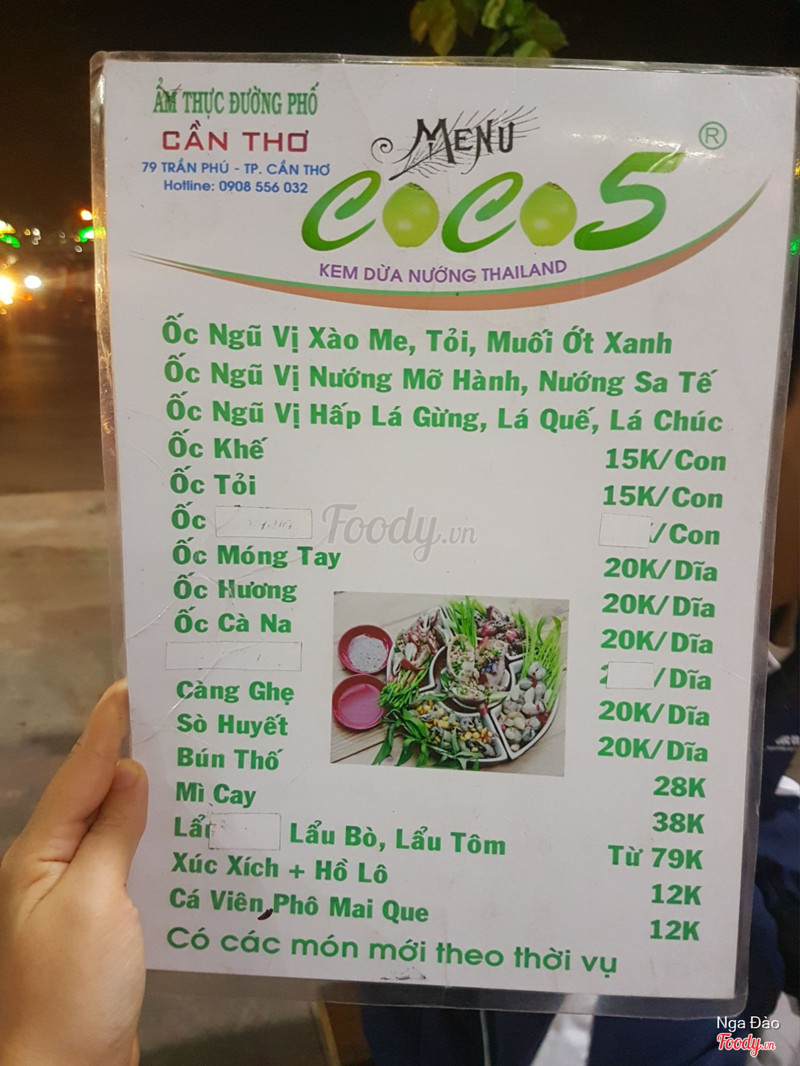 ẨM THỰC ĐƯỜNG PHỐ
CẦN THƠ
79 TRẦN PHÚ - TP. CẦN THƠ
Hotline: 0908 556 032
MENU
COCO5 ®
KEM DỪA NƯỚNG THAILAND
Ốc Ngũ Vị Xào Me, Tỏi, Muối Ớt Xanh
Ốc Ngũ Vị Nướng Mỡ Hành, Nướng Sa Tế
Ốc Ngũ Vị Hấp Lá Gừng, Lá Quế, Lá Chúc
Ốc Khế 15K/Con
Ốc Tỏi 15K/Con
Ốc /Con
Ốc Móng Tay 20K/Dĩa
Ốc Hương 20K/Dĩa
Ốc Cà Na 20K/Dĩa
/Dĩa
Càng Ghẹ 20K/Dĩa
Sò Huyết 20K/Dĩa
Bún Thố 28K
Mì Cay 38K
Lẩu Lẩu Bò, Lẩu Tôm Từ 79K
Xúc Xích + Hồ Lô 12K
Cá Viên, Phô Mai Que 12K
Có các món mới theo thời vụ
Foody.vn
Nga Đào
Foody.vn